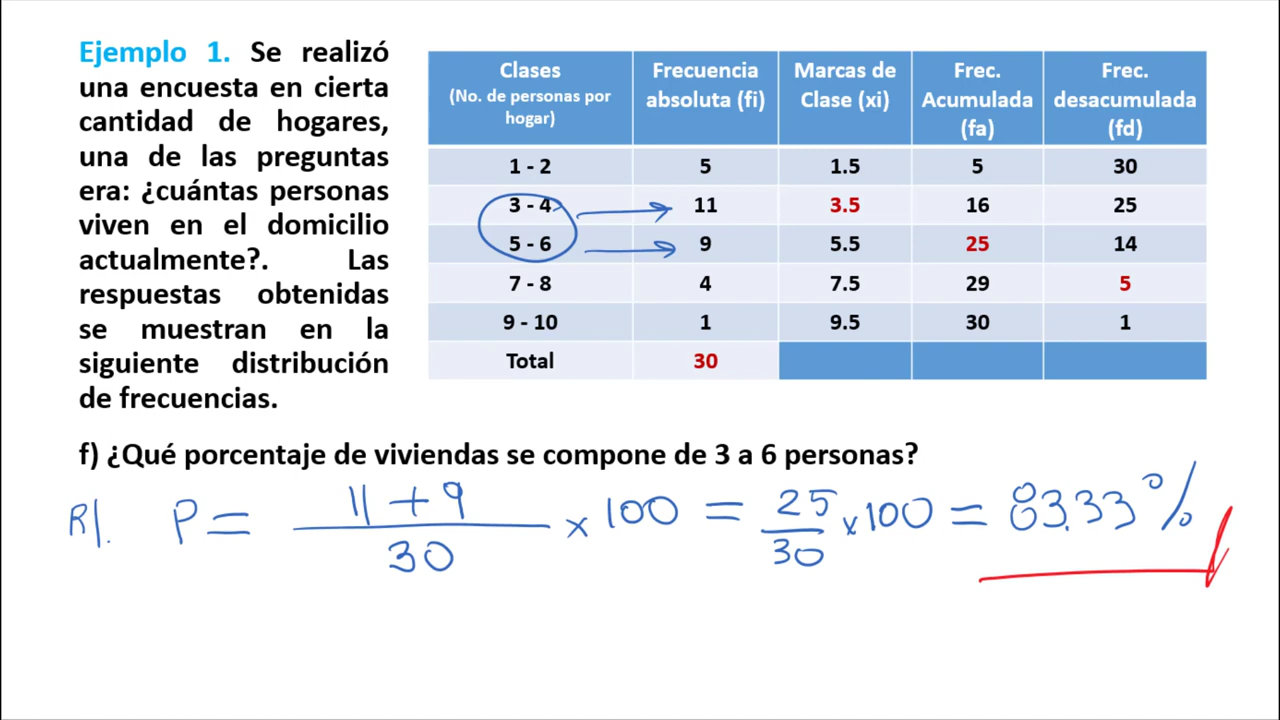 Ejemplo 1. Se realizó
una encuesta en cierta
cantidad de hogares,
una de las preguntas
era: ¿cuántas personas
viven en el domicilio
actualmente?. Las
respuestas obtenidas
se muestran en la
siguiente distribución
de frecuencias.
Clases (No. de personas por hogar) Frecuencia absoluta (fi) Marcas de Clase (xi) Frec. Acumulada (fa) Frec. desacumulada (fd)
1 - 2 5 1.5 5 30
3 - 4 11 3.5 16 25
5 - 6 9 5.5 25 14
7 - 8 4 7.5 29 5
9 - 10 1 9.5 30 1
Total 30
f) ¿Qué porcentaje de viviendas se compone de 3 a 6 personas?
R/. P = 11 + 9 / 30 x 100 = 25 / 30 x 100 = 83.33 %